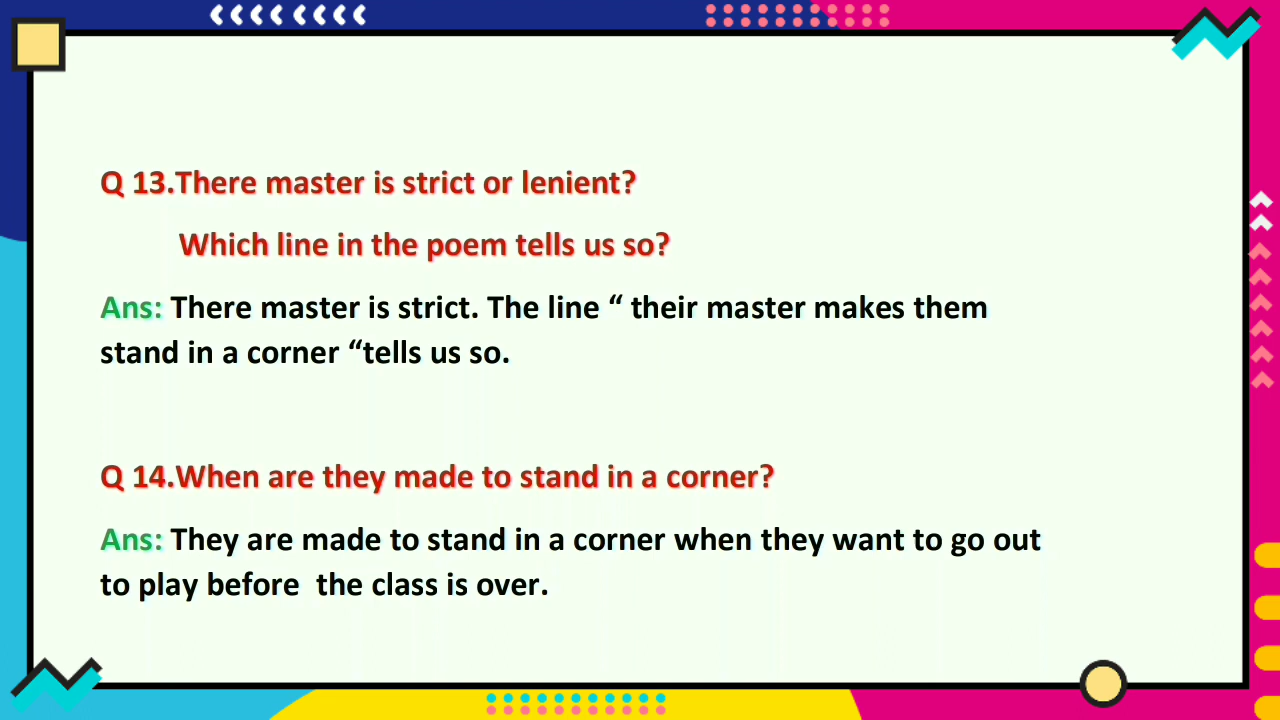 Q 13.There master is strict or lenient?
Which line in the poem tells us so?
Ans: There master is strict. The line “ their master makes them
stand in a corner “tells us so.
Q 14.When are they made to stand in a corner?
Ans: They are made to stand in a corner when they want to go out
to play before  the class is over.